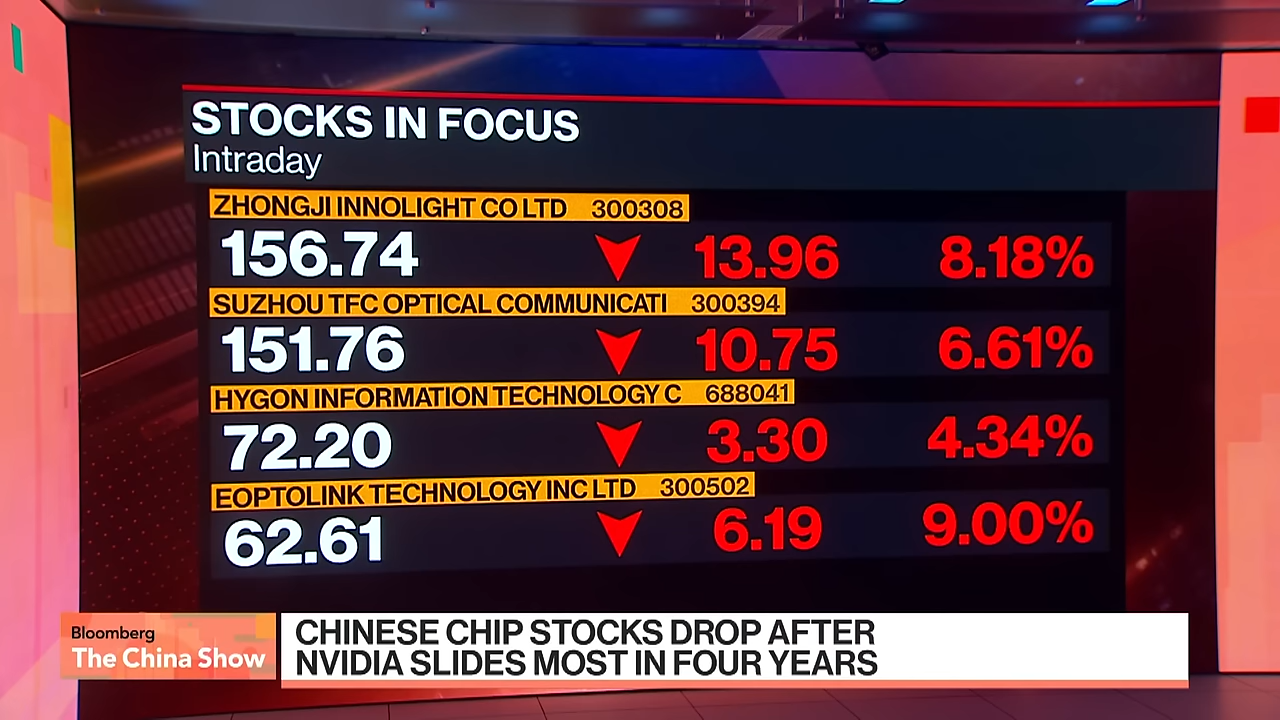 STOCKS IN FOCUS
Intraday
ZHONGJI INNOLIGHT CO LTD 300308
156.74 13.96 8.18%
SUZHOU TFC OPTICAL COMMUNICATI 300394
151.76 10.75 6.61%
HYGON INFORMATION TECHNOLOGY C 688041
72.20 3.30 4.34%
EOPTOLINK TECHNOLOGY INC LTD 300502
62.61 6.19 9.00%
Bloomberg
The China Show
CHINESE CHIP STOCKS DROP AFTER
NVIDIA SLIDES MOST IN FOUR YEARS